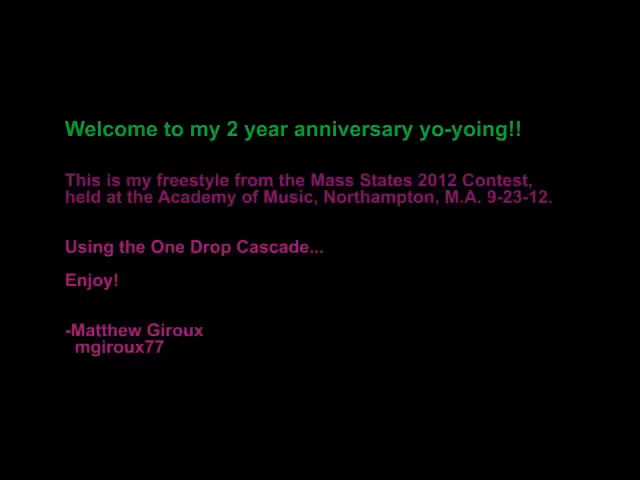 Welcome to my 2 year anniversary yo-yoing!!
This is my freestyle from the Mass States 2012 Contest,
held at the Academy of Music, Northampton, M.A. 9-23-12.
Using the One Drop Cascade...
Enjoy!
-Matthew Giroux
mgiroux77